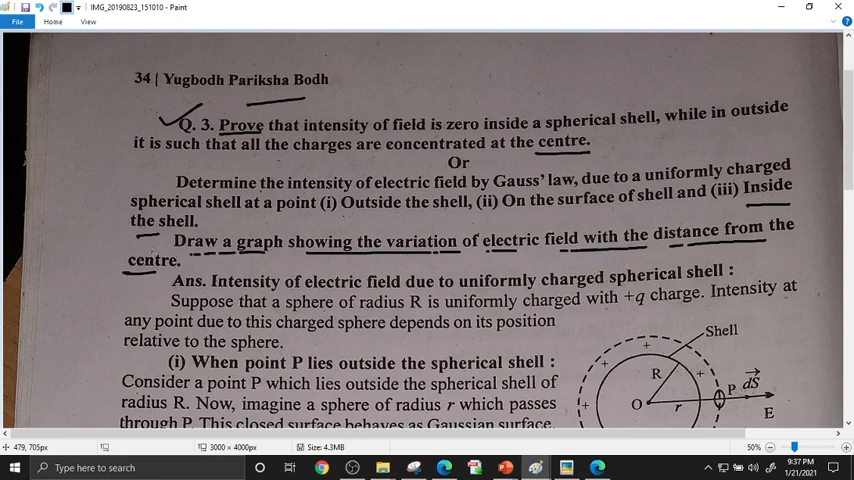 IMG_20190823_151010 - Paint
File Home View
34 | Yugbodh Pariksha Bodh
Q. 3. Prove that intensity of field is zero inside a spherical shell, while in outside
it is such that all the charges are concentrated at the centre.
Or
Determine the intensity of electric field by Gauss' law, due to a uniformly charged
spherical shell at a point (i) Outside the shell, (ii) On the surface of shell and (iii) Inside
the shell.
Draw a graph showing the variation of electric field with the distance from the
centre.
Ans. Intensity of electric field due to uniformly charged spherical shell :
Suppose that a sphere of radius R is uniformly charged with +q charge. Intensity at
any point due to this charged sphere depends on its position
relative to the sphere.
(i) When point P lies outside the spherical shell :
Consider a point P which lies outside the spherical shell of
radius R. Now, imagine a sphere of radius r which passes
through P. This closed surface behaves as Gaussian surface.
Shell
+ +
R + P dS
+ O r E
479, 705px 3000 × 4000px Size: 4.3MB 50%
Type here to search 9:37 PM
1/21/2021